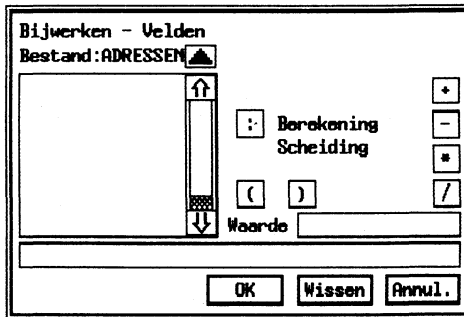 Bijwerken - Velden
Bestand:ADRESSEN
+
: Berekening
-
Scheiding
*
( )
/
Waarde
OK Wissen Annul.